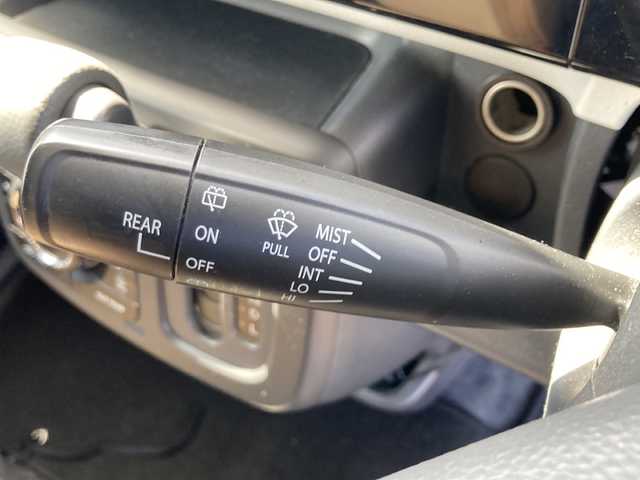 REAR
ON
OFF
PULL
MIST
OFF
INT
LO
HI